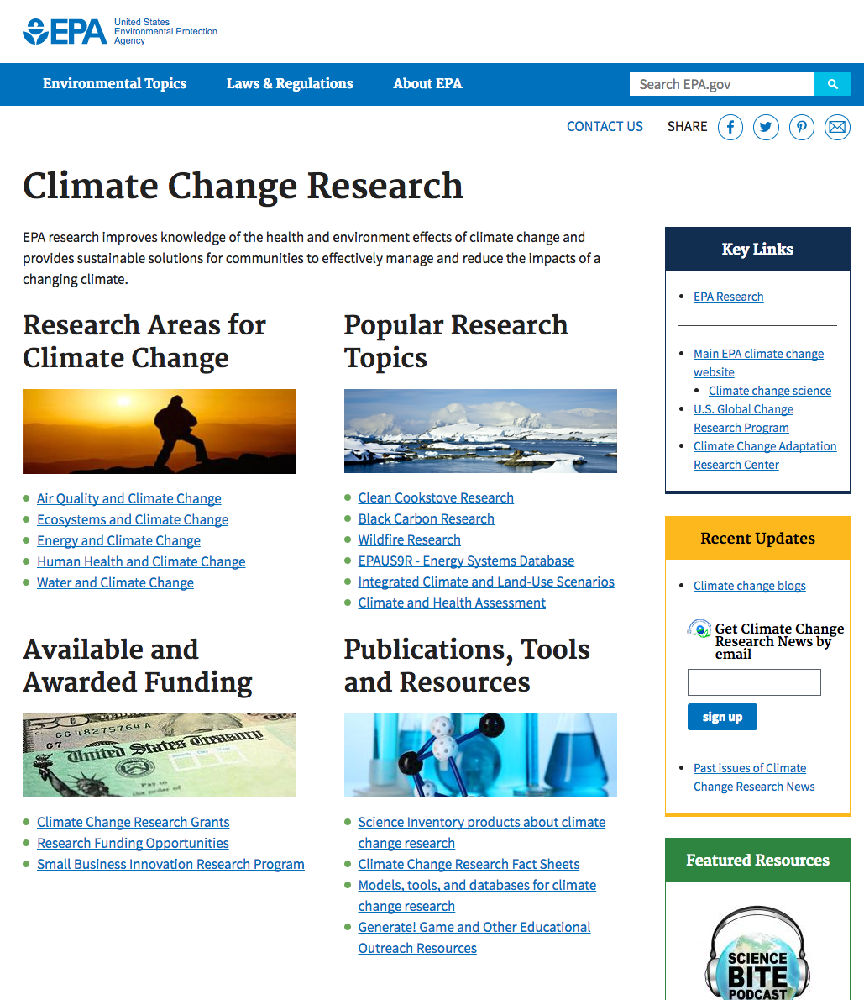 EPA
United States
Environmental Protection
Agency
Environmental Topics
Laws & Regulations
About EPA
Search EPA.gov
CONTACT US
SHARE
Climate Change Research
EPA research improves knowledge of the health and environment effects of climate change and
provides sustainable solutions for communities to effectively manage and reduce the impacts of a
changing climate.
Research Areas for
Climate Change
Air Quality and Climate Change
Ecosystems and Climate Change
Energy and Climate Change
Human Health and Climate Change
Water and Climate Change
Popular Research
Topics
Clean Cookstove Research
Black Carbon Research
Wildfire Research
EPAUS9R - Energy Systems Database
Integrated Climate and Land-Use Scenarios
Climate and Health Assessment
Available and
Awarded Funding
GG 48275764 A
G7
United States Treasury
Pay to
the order of
Climate Change Research Grants
Research Funding Opportunities
Small Business Innovation Research Program
Publications, Tools
and Resources
Science Inventory products about climate
change research
Climate Change Research Fact Sheets
Models, tools, and databases for climate
change research
Generate! Game and Other Educational
Outreach Resources
Key Links
EPA Research
Main EPA climate change
website
Climate change science
U.S. Global Change
Research Program
Climate Change Adaptation
Research Center
Recent Updates
Climate change blogs
Get Climate Change
Research News by
email
sign up
Past issues of Climate
Change Research News
Featured Resources
SCIENCE
BITE
PODCAST